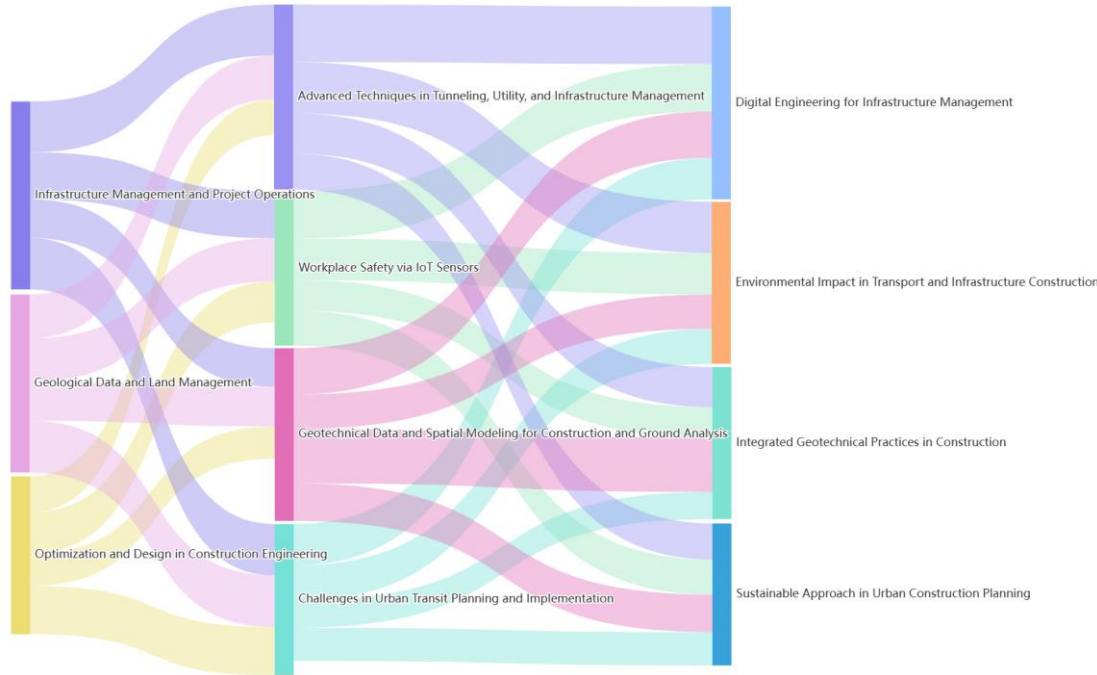 Infrastructure Management and Project Operations
Geological Data and Land Management
Optimization and Design in Construction Engineering
Advanced Techniques in Tunneling, Utility, and Infrastructure Management
Workplace Safety via IoT Sensors
Geotechnical Data and Spatial Modeling for Construction and Ground Analysis
Challenges in Urban Transit Planning and Implementation
Digital Engineering for Infrastructure Management
Environmental Impact in Transport and Infrastructure Construction
Integrated Geotechnical Practices in Construction
Sustainable Approach in Urban Construction Planning